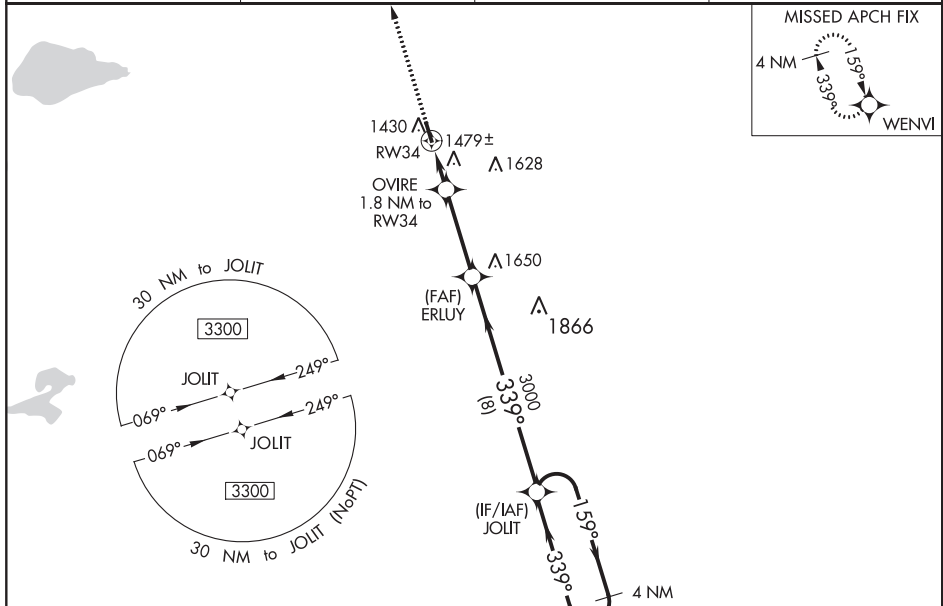 MISSED APCH FIX
4 NM
159°
339°
WENVI
1430
1479±
RW34
1628
OVIRE
1.8 NM to
RW34
1650
(FAF)
ERLUY
1866
30 NM to JOLIT
3300
JOLIT
249°
069°
249°
069°
JOLIT
3300
30 NM to JOLIT (NoPT)
3000
339°
(8)
(IF/IAF)
JOLIT
159°
339°
4 NM